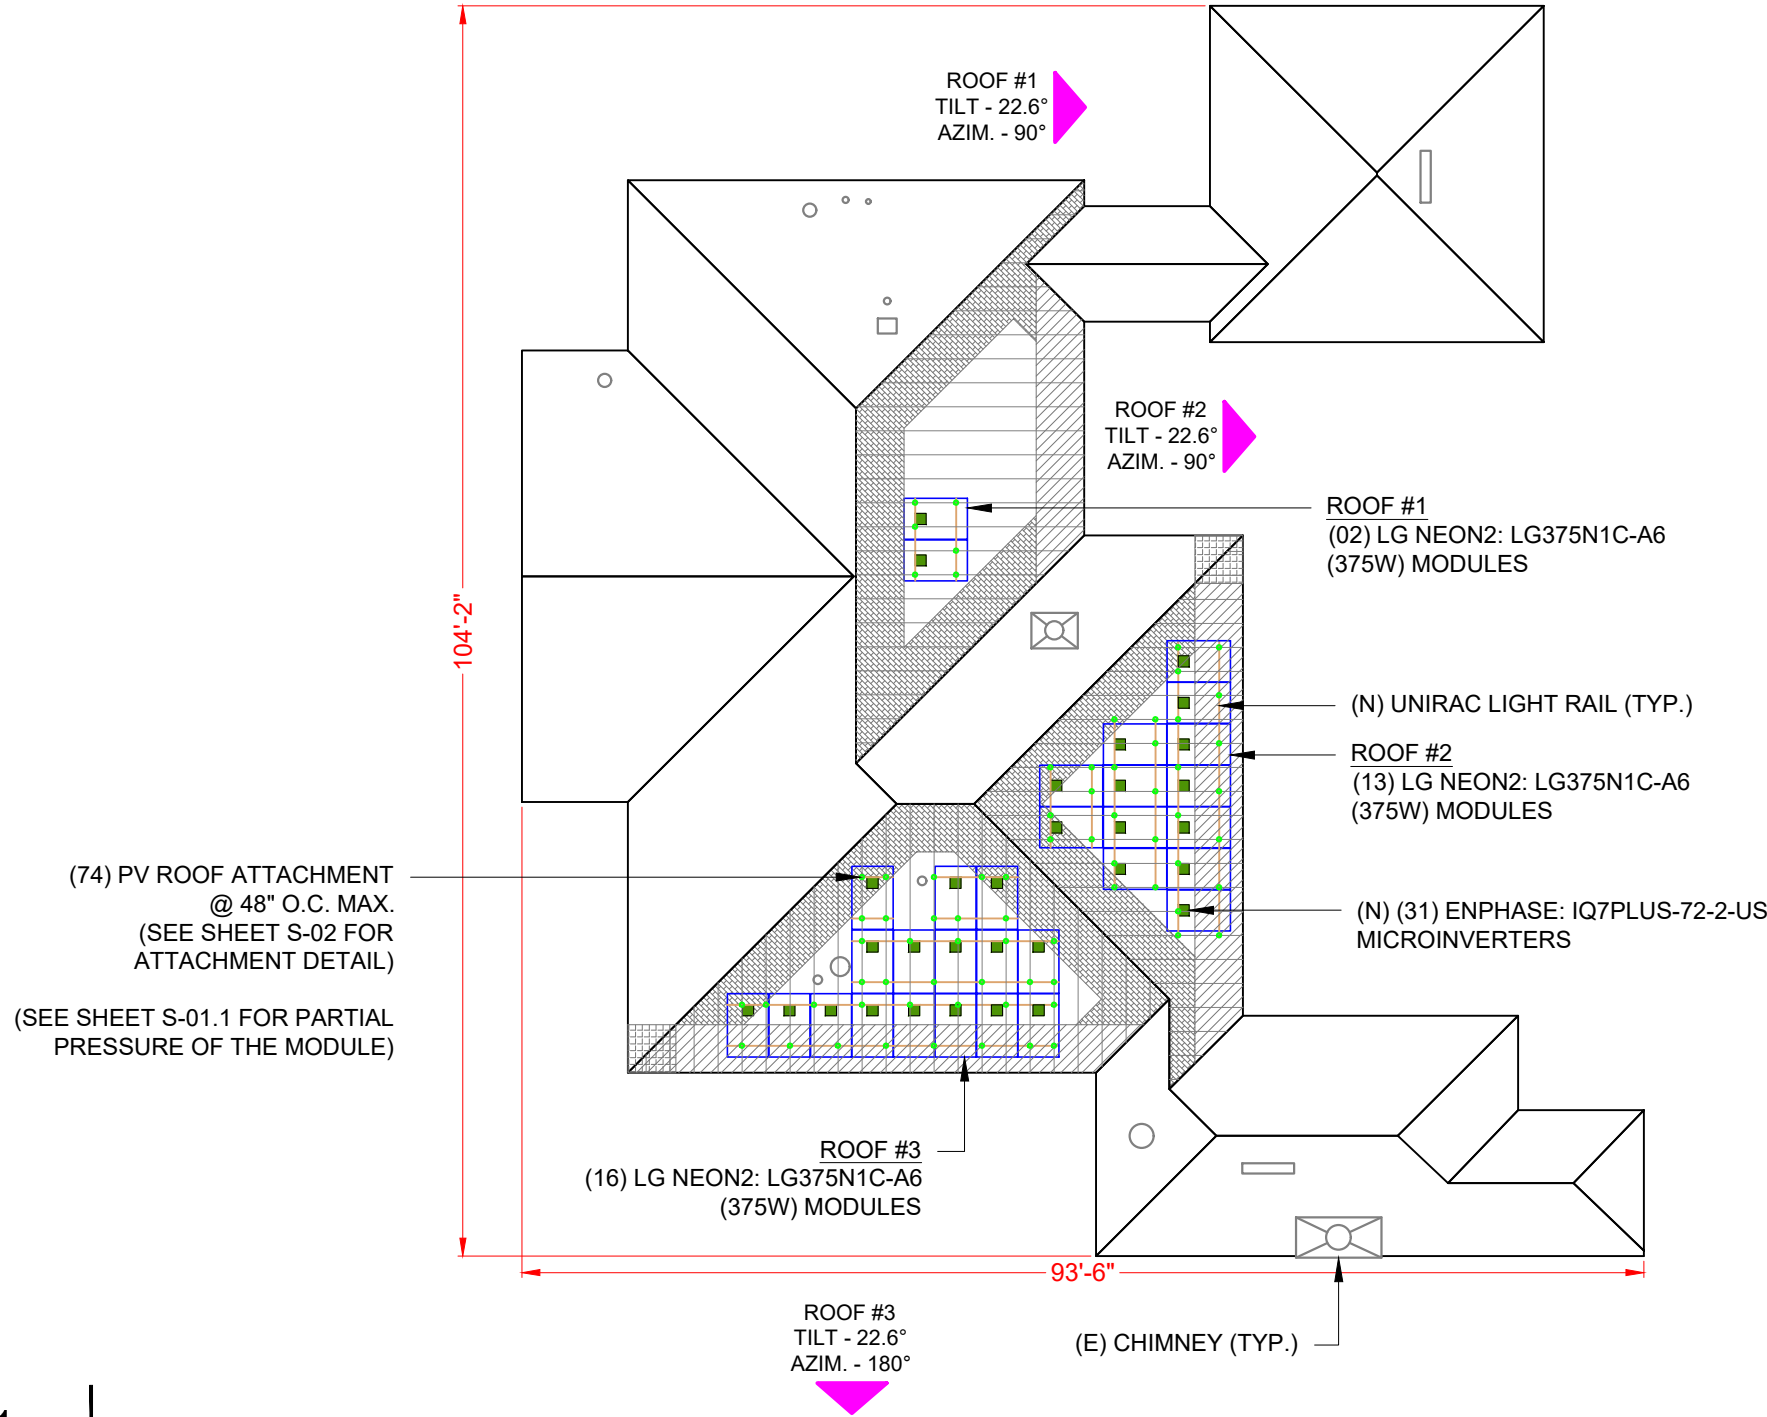 ROOF #1
TILT - 22.6°
AZIM. - 90°
ROOF #2
TILT - 22.6°
AZIM. - 90°
ROOF #1
(02) LG NEON2: LG375N1C-A6
(375W) MODULES
104'-2"
(N) UNIRAC LIGHT RAIL (TYP.)
ROOF #2
(13) LG NEON2: LG375N1C-A6
(375W) MODULES
(74) PV ROOF ATTACHMENT
@ 48" O.C. MAX.
(SEE SHEET S-02 FOR
ATTACHMENT DETAIL)
(SEE SHEET S-01.1 FOR PARTIAL
PRESSURE OF THE MODULE)
(N) (31) ENPHASE: IQ7PLUS-72-2-US
MICROINVERTERS
ROOF #3
(16) LG NEON2: LG375N1C-A6
(375W) MODULES
93'-6"
ROOF #3
TILT - 22.6°
AZIM. - 180°
(E) CHIMNEY (TYP.)